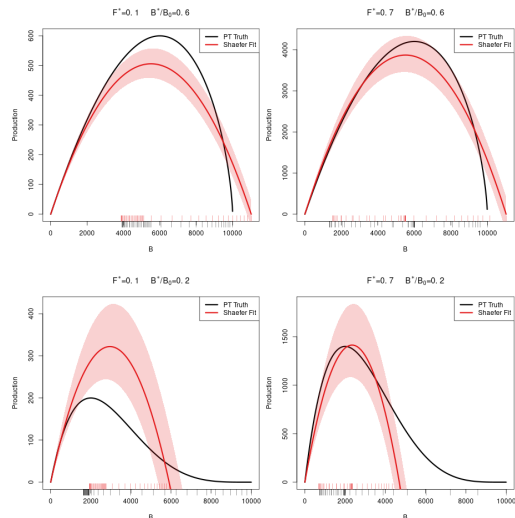 F*=0.1 B*/B₀=0.6
PT Truth
Shaefer Fit
Production
0 100 200 300 400 500 600
0 2000 4000 6000 8000 10000
B
F*=0.7 B*/B₀=0.6
PT Truth
Shaefer Fit
Production
0 1000 2000 3000 4000
0 2000 4000 6000 8000 10000
B
F*=0.1 B*/B₀=0.2
PT Truth
Shaefer Fit
Production
0 100 200 300 400
0 2000 4000 6000 8000 10000
B
F*=0.7 B*/B₀=0.2
PT Truth
Shaefer Fit
Production
0 500 1000 1500
0 2000 4000 6000 8000 10000
B